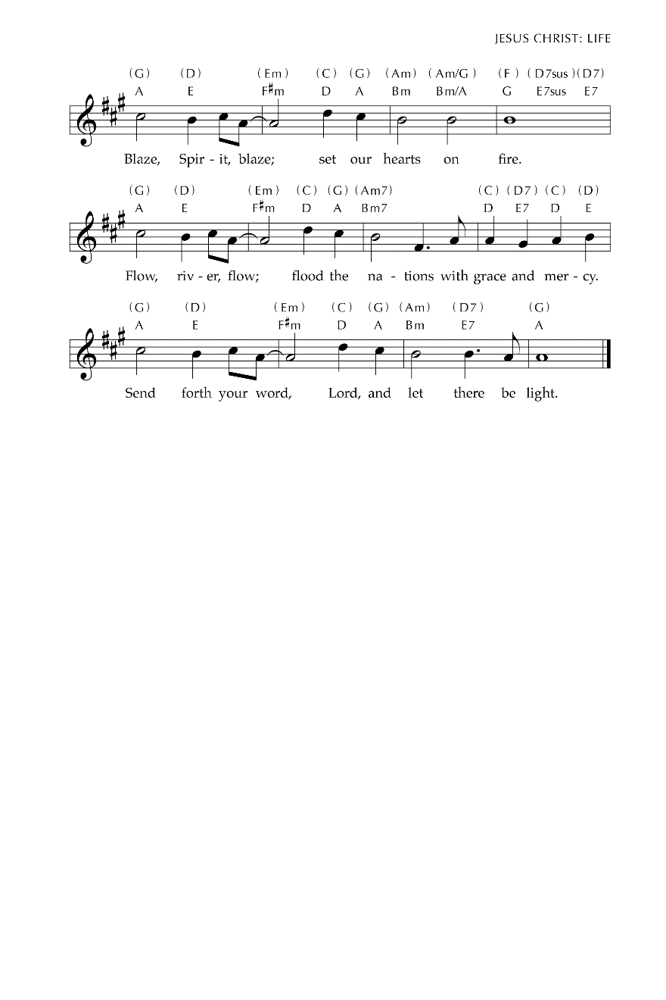 JESUS CHRIST: LIFE
(G) (D) (Em) (C) (G) (Am) (Am/G) (F) (D7sus)(D7)
A E F♯m D A Bm Bm/A G E7sus E7
Blaze, Spir - it, blaze; set our hearts on fire.
(G) (D) (Em) (C) (G) (Am7) (C) (D7) (C) (D)
A E F♯m D A Bm7 D E7 D E
Flow, riv - er, flow; flood the na - tions with grace and mer - cy.
(G) (D) (Em) (C) (G) (Am) (D7) (G)
A E F♯m D A Bm E7 A
Send forth your word, Lord, and let there be light.